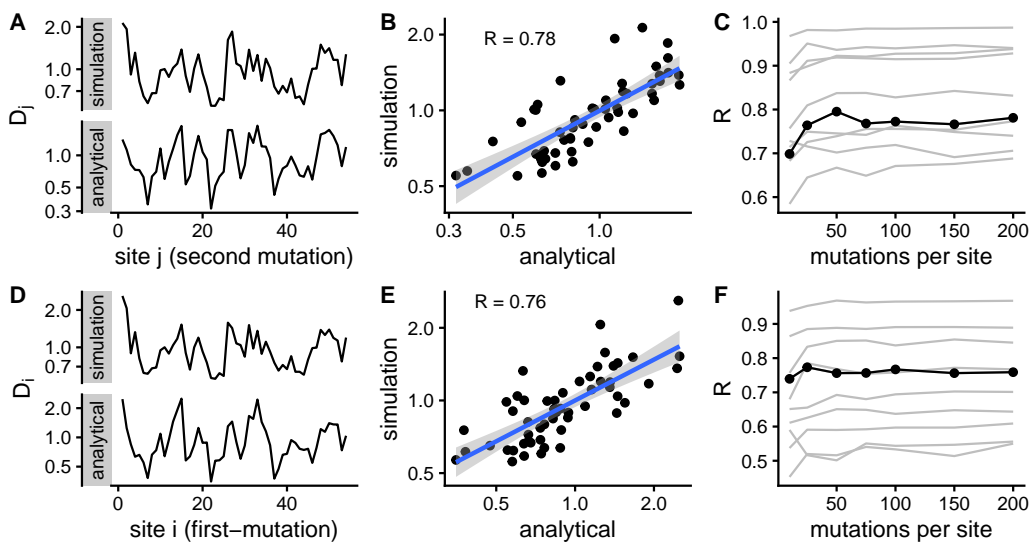 A
D_j
simulation
2.0
1.0
0.7
analytical
1.0
0.5
0.3
0
20
40
site j (second mutation)
B
R = 0.78
simulation
2.0
1.0
0.5
0.3
0.5
1.0
analytical
C
R
1.0
0.9
0.8
0.7
0.6
50
100
150
200
mutations per site
D
D_i
simulation
2.0
1.0
0.7
analytical
2.0
1.0
0.5
0
20
40
site i (first−mutation)
E
R = 0.76
simulation
2.0
1.0
0.5
0.5
1.0
2.0
analytical
F
R
0.9
0.8
0.7
0.6
0.5
50
100
150
200
mutations per site